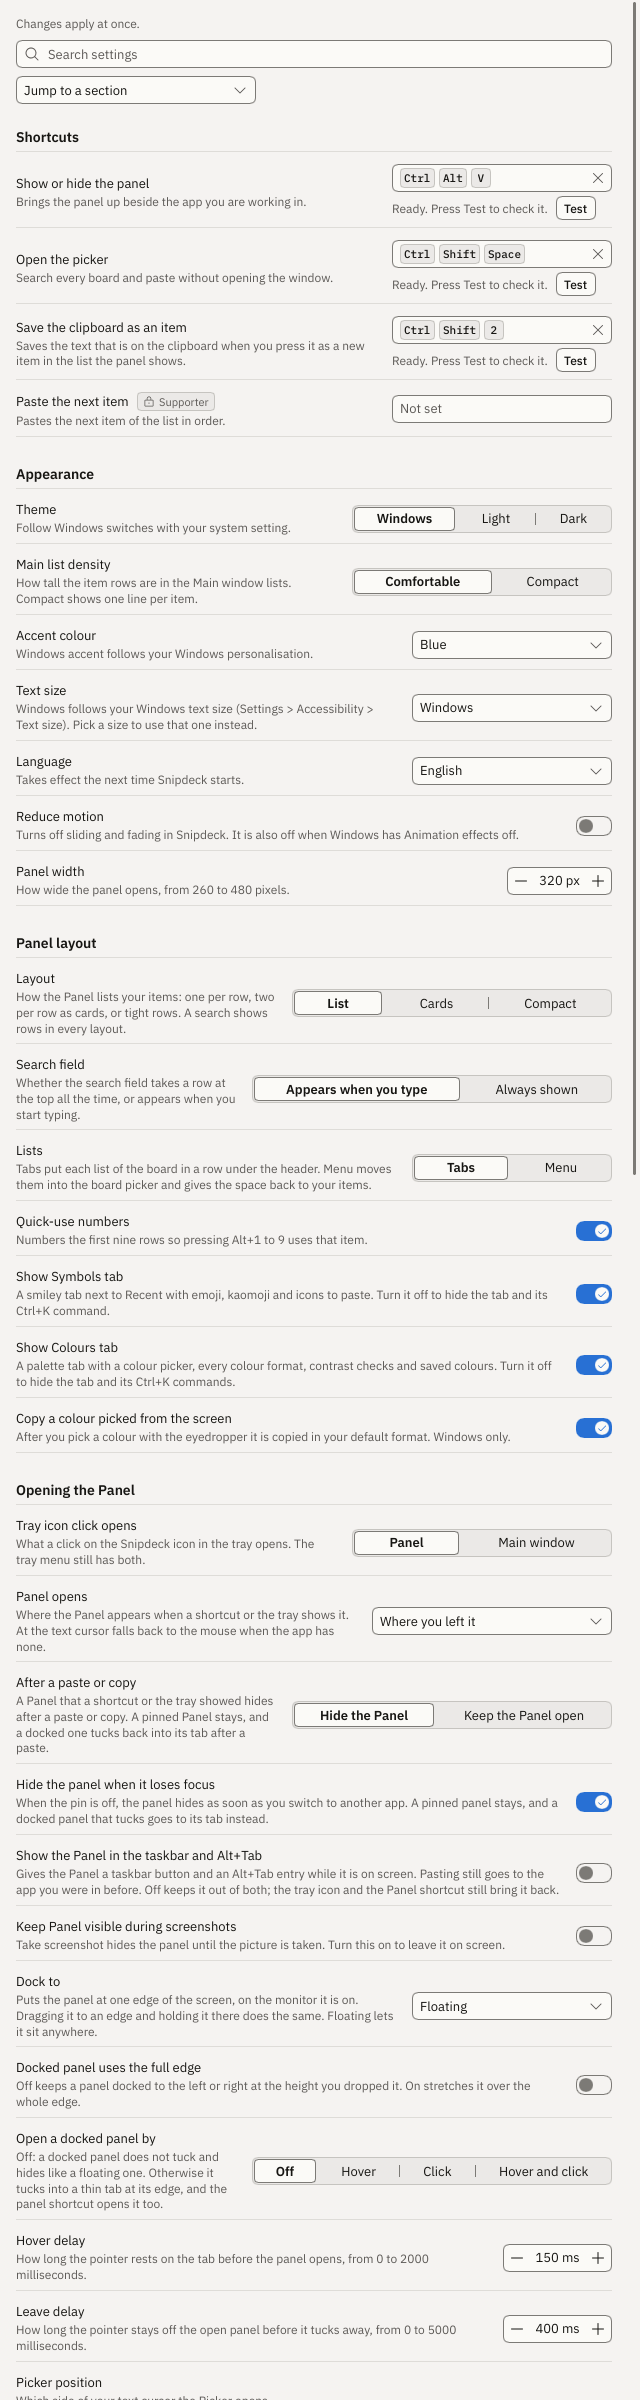 Changes apply at once.
Search settings
Jump to a section
Shortcuts
Show or hide the panel
Brings the panel up beside the app you are working in.
Ctrl Alt V
Ready. Press Test to check it. Test
Open the picker
Search every board and paste without opening the window.
Ctrl Shift Space
Ready. Press Test to check it. Test
Save the clipboard as an item
Saves the text that is on the clipboard when you press it as a new
item in the list the panel shows.
Ctrl Shift 2
Ready. Press Test to check it. Test
Paste the next item Supporter
Pastes the next item of the list in order.
Not set
Appearance
Theme
Follow Windows switches with your system setting.
Windows Light Dark
Main list density
How tall the item rows are in the Main window lists.
Compact shows one line per item.
Comfortable Compact
Accent colour
Windows accent follows your Windows personalisation.
Blue
Text size
Windows follows your Windows text size (Settings > Accessibility >
Text size). Pick a size to use that one instead.
Windows
Language
Takes effect the next time Snipdeck starts.
English
Reduce motion
Turns off sliding and fading in Snipdeck. It is also off when Windows has Animation effects off.
Panel width
How wide the panel opens, from 260 to 480 pixels.
320 px
Panel layout
Layout
How the Panel lists your items: one per row, two
per row as cards, or tight rows. A search shows
rows in every layout.
List Cards Compact
Search field
Whether the search field takes a row at
the top all the time, or appears when you
start typing.
Appears when you type Always shown
Lists
Tabs put each list of the board in a row under the header. Menu moves
them into the board picker and gives the space back to your items.
Tabs Menu
Quick-use numbers
Numbers the first nine rows so pressing Alt+1 to 9 uses that item.
Show Symbols tab
A smiley tab next to Recent with emoji, kaomoji and icons to paste. Turn it off to hide the tab and its
Ctrl+K command.
Show Colours tab
A palette tab with a colour picker, every colour format, contrast checks and saved colours. Turn it off
to hide the tab and its Ctrl+K commands.
Copy a colour picked from the screen
After you pick a colour with the eyedropper it is copied in your default format. Windows only.
Opening the Panel
Tray icon click opens
What a click on the Snipdeck icon in the tray opens. The
tray menu still has both.
Panel Main window
Panel opens
Where the Panel appears when a shortcut or the tray shows it.
At the text cursor falls back to the mouse when the app has
none.
Where you left it
After a paste or copy
A Panel that a shortcut or the tray showed hides
after a paste or copy. A pinned Panel stays, and
a docked one tucks back into its tab after a
paste.
Hide the Panel Keep the Panel open
Hide the panel when it loses focus
When the pin is off, the panel hides as soon as you switch to another app. A pinned panel stays, and a
docked panel that tucks goes to its tab instead.
Show the Panel in the taskbar and Alt+Tab
Gives the Panel a taskbar button and an Alt+Tab entry while it is on screen. Pasting still goes to the
app you were in before. Off keeps it out of both; the tray icon and the Panel shortcut still bring it back.
Keep Panel visible during screenshots
Take screenshot hides the panel until the picture is taken. Turn this on to leave it on screen.
Dock to
Puts the panel at one edge of the screen, on the monitor it is on.
Dragging it to an edge and holding it there does the same. Floating lets
it sit anywhere.
Floating
Docked panel uses the full edge
Off keeps a panel docked to the left or right at the height you dropped it. On stretches it over the
whole edge.
Open a docked panel by
Off: a docked panel does not tuck and
hides like a floating one. Otherwise it
tucks into a thin tab at its edge, and the
panel shortcut opens it too.
Off Hover Click Hover and click
Hover delay
How long the pointer rests on the tab before the panel opens, from 0 to 2000
milliseconds.
150 ms
Leave delay
How long the pointer stays off the open panel before it tucks away, from 0 to 5000
milliseconds.
400 ms
Picker position
Which side of your text cursor the Picker opens.